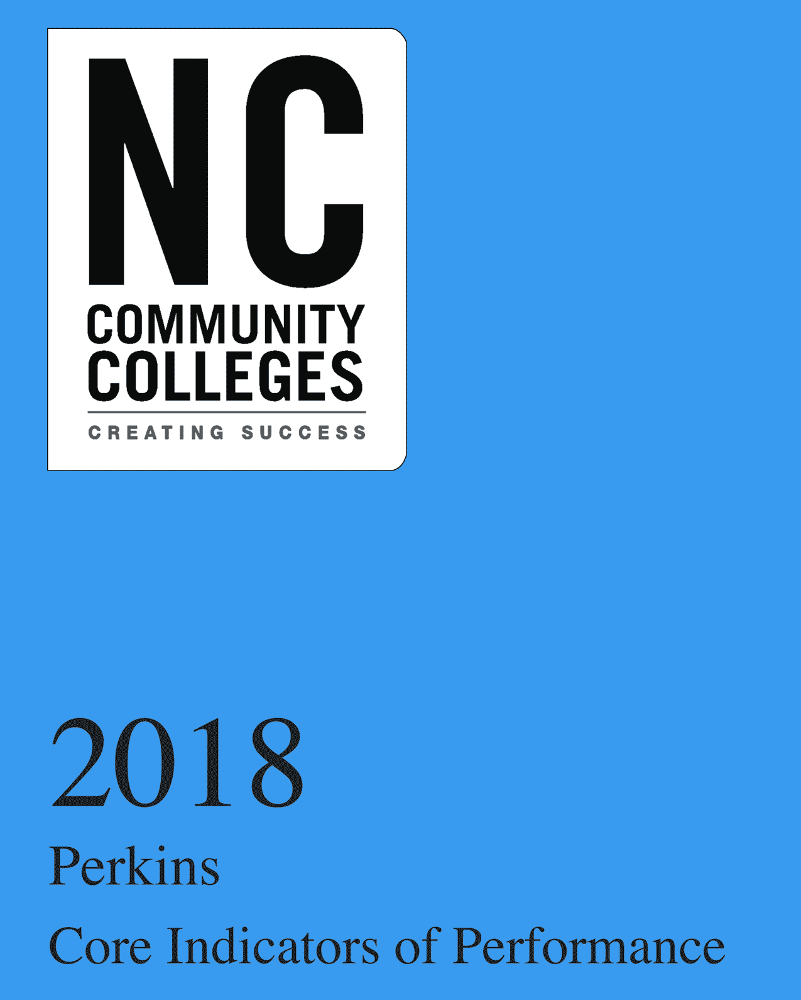 NC
COMMUNITY
COLLEGES
CREATING SUCCESS
2018
Perkins
Core Indicators of Performance